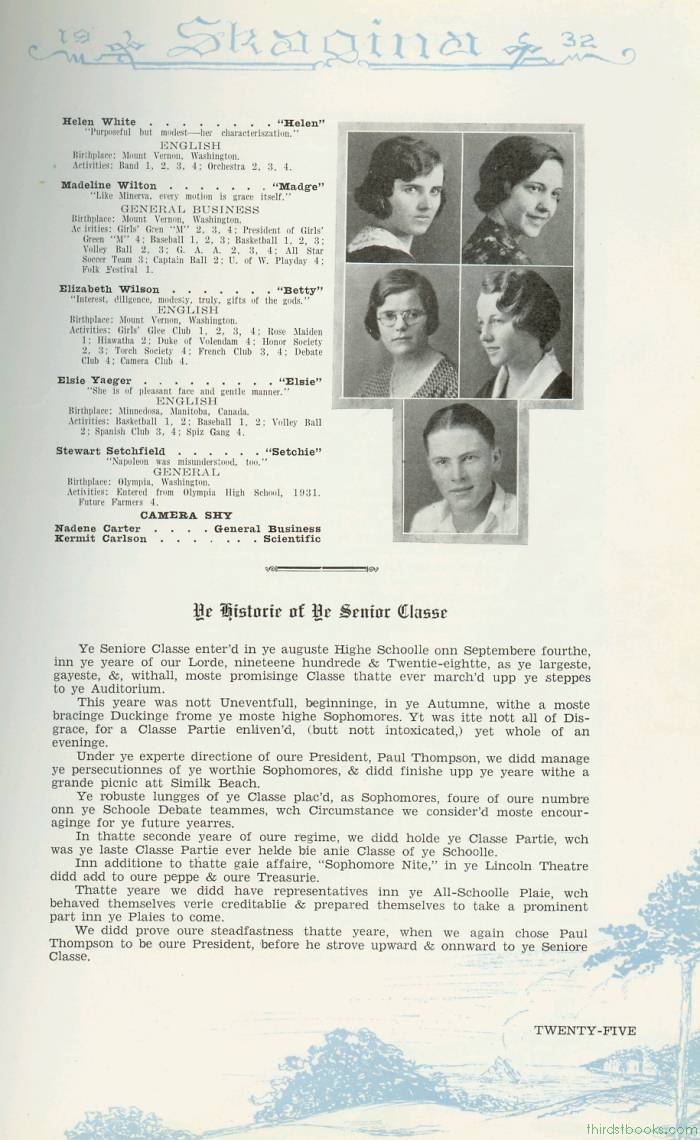 19 Skagina 32
Helen White . . . . . . . . "Helen"
"Purposeful but modest—her characteriszation."
ENGLISH
Birthplace: Mount Vernon, Washington.
Activities: Band 1, 2, 3, 4; Orchestra 2, 3, 4.
Madeline Wilton . . . . . . . "Madge"
"Like Minerva, every motion is grace itself."
GENERAL BUSINESS
Birthplace: Mount Vernon, Washington.
Ac ivities: Girls' Gren "M" 2, 3, 4; President of Girls'
Green "M" 4; Baseball 1, 2, 3; Basketball 1, 2, 3;
Volley Ball 2, 3; G. A. A. 2, 3, 4; All Star
Soccer Team 3; Captain Ball 2; U. of W. Playday 4;
Folk Festival 1.
Elizabeth Wilson . . . . . . . "Betty"
"Interest, diligence, modesty, truly, gifts of the gods."
ENGLISH
Birthplace: Mount Vernon, Washington.
Activities: Girls' Glee Club 1, 2, 3, 4; Rose Maiden
1; Hiawatha 2; Duke of Volendam 4; Honor Society
2, 3; Torch Society 4; French Club 3, 4; Debate
Club 4; Camera Club 4.
Elsie Yaeger . . . . . . . . . "Elsie"
"She is of pleasant face and gentle manner."
ENGLISH
Birthplace: Minnedosa, Manitoba, Canada.
Activities: Basketball 1, 2; Baseball 1, 2; Volley Ball
2; Spanish Club 3, 4; Spiz Gang 4.
Stewart Setchfield . . . . . . "Setchie"
"Napoleon was misunderstood, too."
GENERAL
Birthplace: Olympia, Washington.
Activities: Entered from Olympia High School, 1931.
Future Farmers 4.
CAMERA SHY
Nadene Carter . . . . General Business
Kermit Carlson . . . . . . . Scientific
Ye Historie of Ye Senior Classe
Ye Seniore Classe enter'd in ye auguste Highe Schoolle onn Septembere fourthe,
inn ye yeare of our Lorde, nineteene hundrede & Twentie-eightte, as ye largeste,
gayeste, &, withall, moste promisinge Classe thatte ever march'd upp ye steppes
to ye Auditorium.
This yeare was nott Uneventfull, beginninge, in ye Autumne, withe a moste
bracinge Duckinge frome ye moste highe Sophomores. Yt was itte nott all of Dis-
grace, for a Classe Partie enliven'd, (butt nott intoxicated,) yet whole of an
eveninge.
Under ye experte directione of oure President, Paul Thompson, we didd manage
ye persecutionnes of ye worthie Sophomores, & didd finishe upp ye yeare withe a
grande picnic att Similk Beach.
Ye robuste lungges of ye Classe plac'd, as Sophomores, foure of oure numbre
onn ye Schoole Debate teammes, wch Circumstance we consider'd moste encour-
aginge for ye future yearres.
In thatte seconde yeare of oure regime, we didd holde ye Classe Partie, wch
was ye laste Classe Partie ever helde bie anie Classe of ye Schoolle.
Inn additione to thatte gaie affaire, "Sophomore Nite," in ye Lincoln Theatre
didd add to oure peppe & oure Treasurie.
Thatte yeare we didd have representatives inn ye All-Schoolle Plaie, wch
behaved themselves verie creditablie & prepared themselves to take a prominent
part inn ye Plaies to come.
We didd prove oure steadfastness thatte yeare, when we again chose Paul
Thompson to be oure President, before he strove upward & onnward to ye Seniore
Classe.
TWENTY-FIVE
thirdstbooks.com